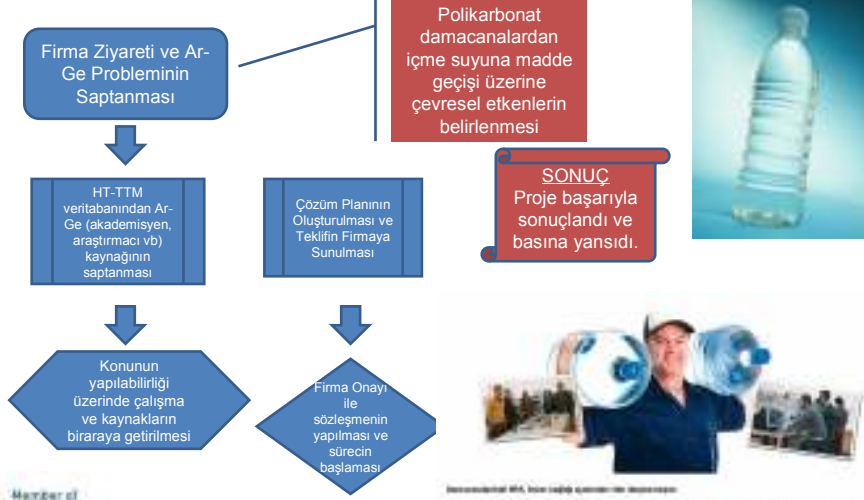 Firma Ziyareti ve Ar-
Ge Probleminin
Saptanması
Polikarbonat
damacanalardan
içme suyuna madde
geçişi üzerine
çevresel etkenlerin
belirlenmesi
HT-TTM
veritabanından Ar-
Ge (akademisyen,
araştırmacı vb)
kaynağının
saptanması
Çözüm Planının
Oluşturulması ve
Teklifin Firmaya
Sunulması
SONUÇ
Proje başarıyla
sonuçlandı ve
basına yansıdı.
Konunun
yapılabilirliği
üzerinde çalışma
ve kaynakların
biraraya getirilmesi
Firma Onayı
ile
sözleşmenin
yapılması ve
sürecin
başlaması
Member of